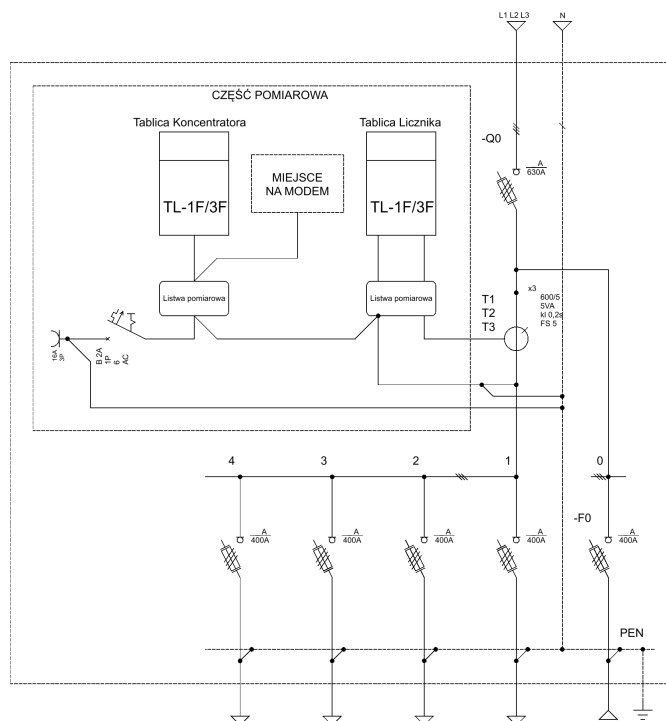 L1 L2 L3
N
CZĘŚĆ POMIAROWA
Tablica Koncentratora
Tablica Licznika
-Q0
A
630A
MIEJSCE
NA MODEM
TL-1F/3F
TL-1F/3F
Listwa pomiarowa
Listwa pomiarowa
T1
T2
T3
x3
600/5
5VA
kl 0,2s
FS 5
16A
3P
B 2A
1P
6
AC
4
3
2
1
0
-F0
A
400A
A
400A
A
400A
A
400A
A
400A
PEN